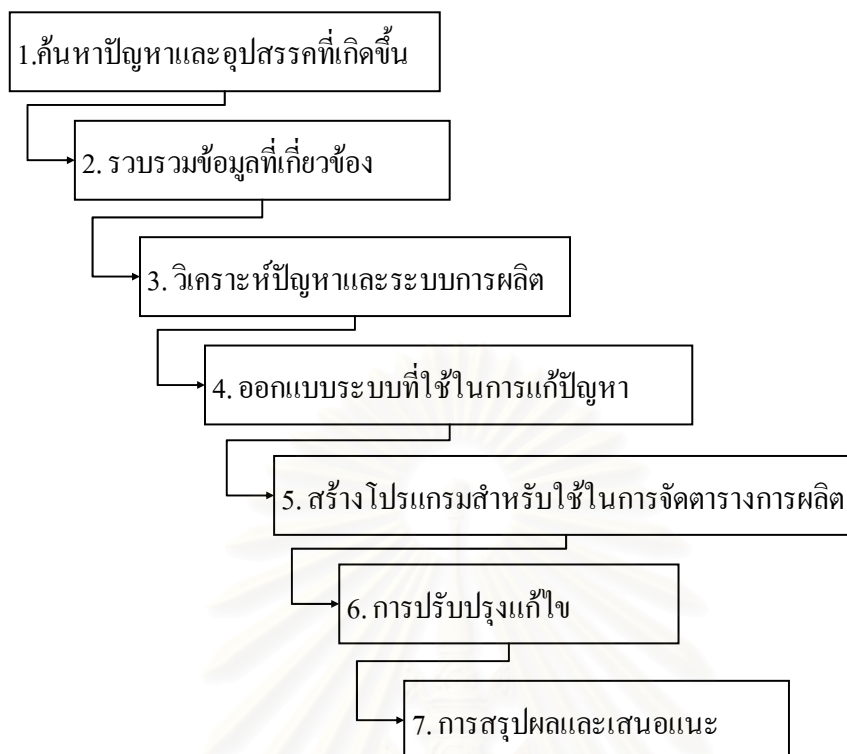 1.ค้นหาปัญหาและอุปสรรคที่เกิดขึ้น
2. รวบรวมข้อมูลที่เกี่ยวข้อง
3. วิเคราะห์ปัญหาและระบบการผลิต
4. ออกแบบระบบที่ใช้ในการแก้ปัญหา
5. สร้างโปรแกรมสำหรับใช้ในการจัดตารางการผลิต
6. การปรับปรุงแก้ไข
7. การสรุปผลและเสนอแนะ